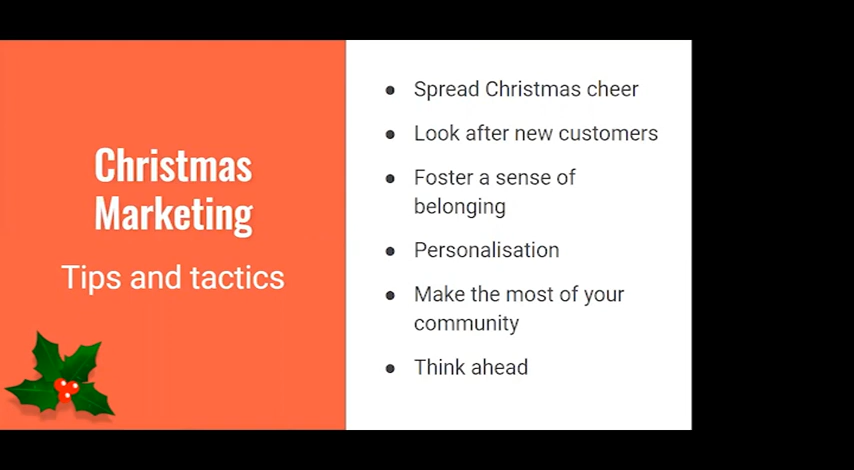 Christmas
Marketing
Tips and tactics
Spread Christmas cheer
Look after new customers
Foster a sense of
belonging
Personalisation
Make the most of your
community
Think ahead